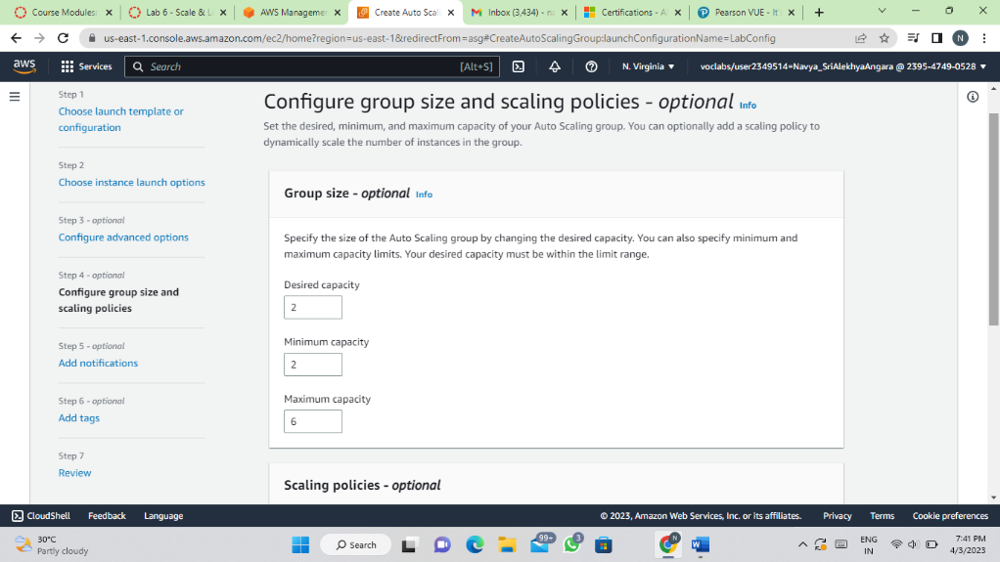 Course Modules:
Lab 6 - Scale & L
AWS Managemen
Create Auto Scal
Inbox (3,434) - na
Certifications - A
Pearson VUE - It'
us-east-1.console.aws.amazon.com/ec2/home?region=us-east-1&redirectFrom=asg#CreateAutoScalingGroup:launchConfigurationName=LabConfig
N
aws
Services
Search
[Alt+S]
N. Virginia
voclabs/user2349514=Navya_SriAlekhyaAngara @ 2395-4749-0528
Step 1
Choose launch template or
configuration
Step 2
Choose instance launch options
Step 3 - optional
Configure advanced options
Step 4 - optional
Configure group size and
scaling policies
Step 5 - optional
Add notifications
Step 6 - optional
Add tags
Step 7
Review
Configure group size and scaling policies - optional Info
Set the desired, minimum, and maximum capacity of your Auto Scaling group. You can optionally add a scaling policy to
dynamically scale the number of instances in the group.
Group size - optional Info
Specify the size of the Auto Scaling group by changing the desired capacity. You can also specify minimum and
maximum capacity limits. Your desired capacity must be within the limit range.
Desired capacity
2
Minimum capacity
2
Maximum capacity
6
Scaling policies - optional
CloudShell
Feedback
Language
© 2023, Amazon Web Services, Inc. or its affiliates.
Privacy
Terms
Cookie preferences
30°C
Partly cloudy
Search
99+
3
N
W
ENG
IN
7:41 PM
4/3/2023